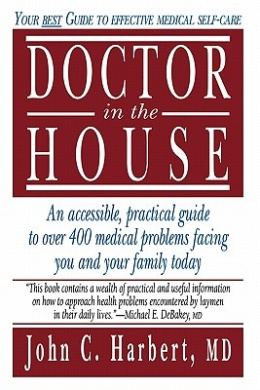 YOUR BEST GUIDE TO EFFECTIVE MEDICAL SELF-CARE
DOCTOR
in the
HOUSE
An accessible, practical guide
to over 400 medical problems facing
you and your family today
"This book contains a wealth of practical and useful information
on how to approach health problems encountered by laymen
in their daily lives."—Michael E. DeBakey, MD
John C. Harbert, MD